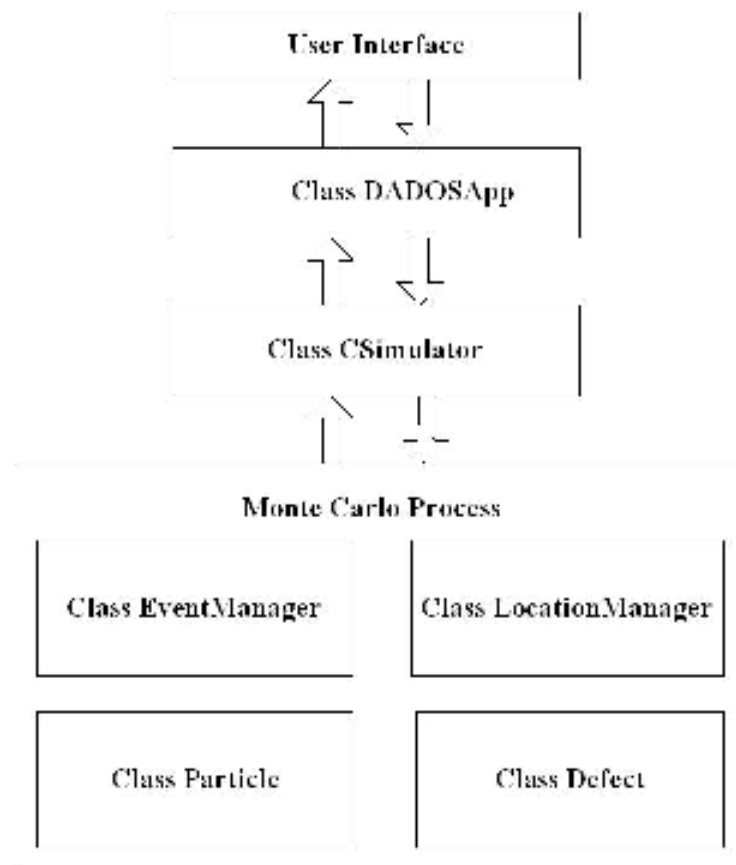 User Interface
Class DADOSApp
Class CSimulator
Monte Carlo Process
Class EventManager
Class LocationManager
Class Particle
Class Defect